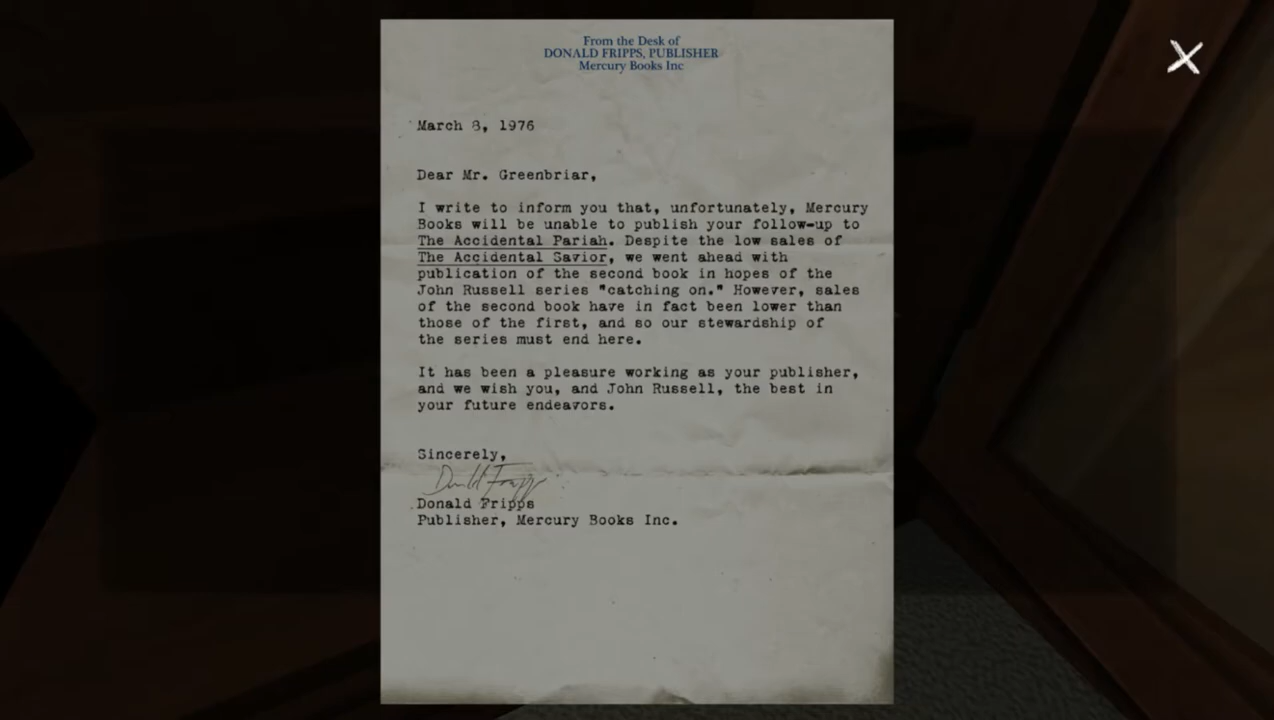 From the Desk of
DONALD FRIPPS, PUBLISHER
Mercury Books Inc
March 8, 1976
Dear Mr. Greenbriar,
I write to inform you that, unfortunately, Mercury
Books will be unable to publish your follow-up to
The Accidental Pariah. Despite the low sales of
The Accidental Savior, we went ahead with
publication of the second book in hopes of the
John Russell series "catching on." However, sales
of the second book have in fact been lower than
those of the first, and so our stewardship of
the series must end here.
It has been a pleasure working as your publisher,
and we wish you, and John Russell, the best in
your future endeavors.
Sincerely,
Donald Fripps
Donald Fripps
Publisher, Mercury Books Inc.